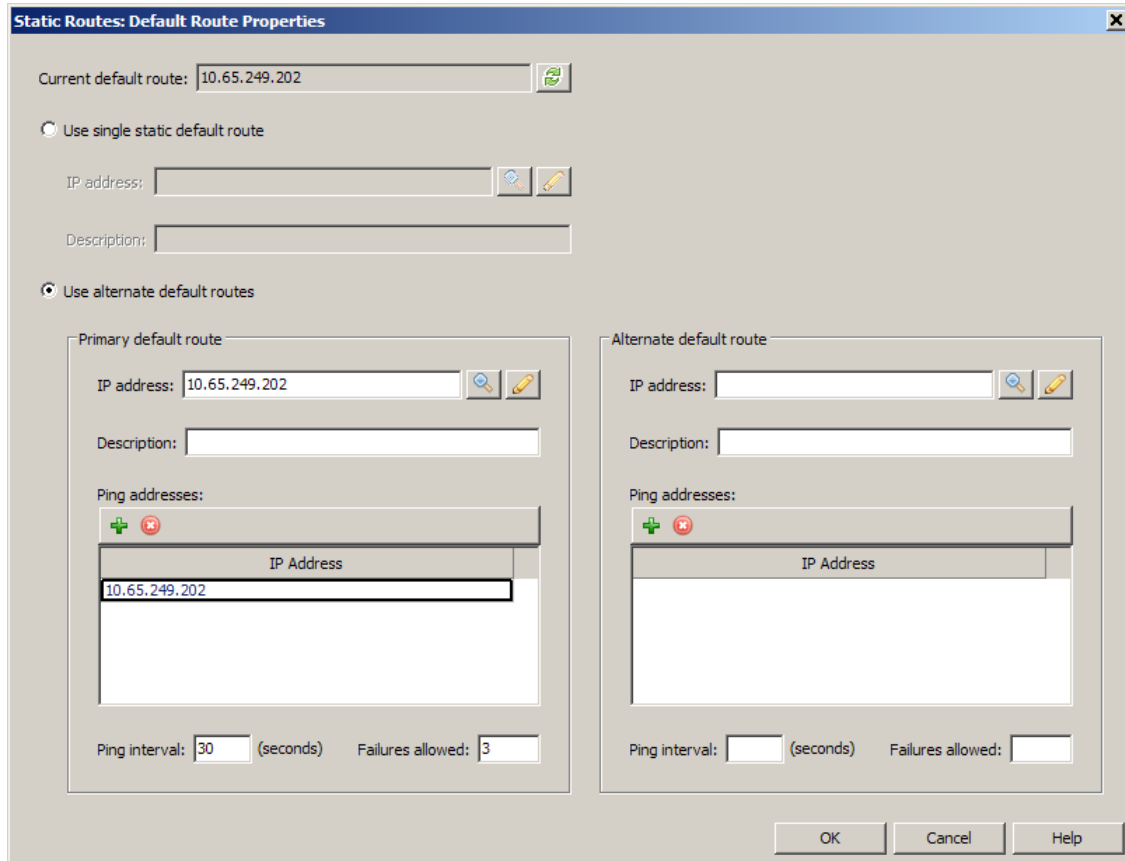 Static Routes: Default Route Properties
Current default route: 10.65.249.202
Use single static default route
IP address:
Description:
Use alternate default routes
Primary default route
IP address: 10.65.249.202
Description:
Ping addresses:
IP Address
10.65.249.202
Ping interval: 30 (seconds) Failures allowed: 3
Alternate default route
IP address:
Description:
Ping addresses:
IP Address
Ping interval: (seconds) Failures allowed:
OK Cancel Help